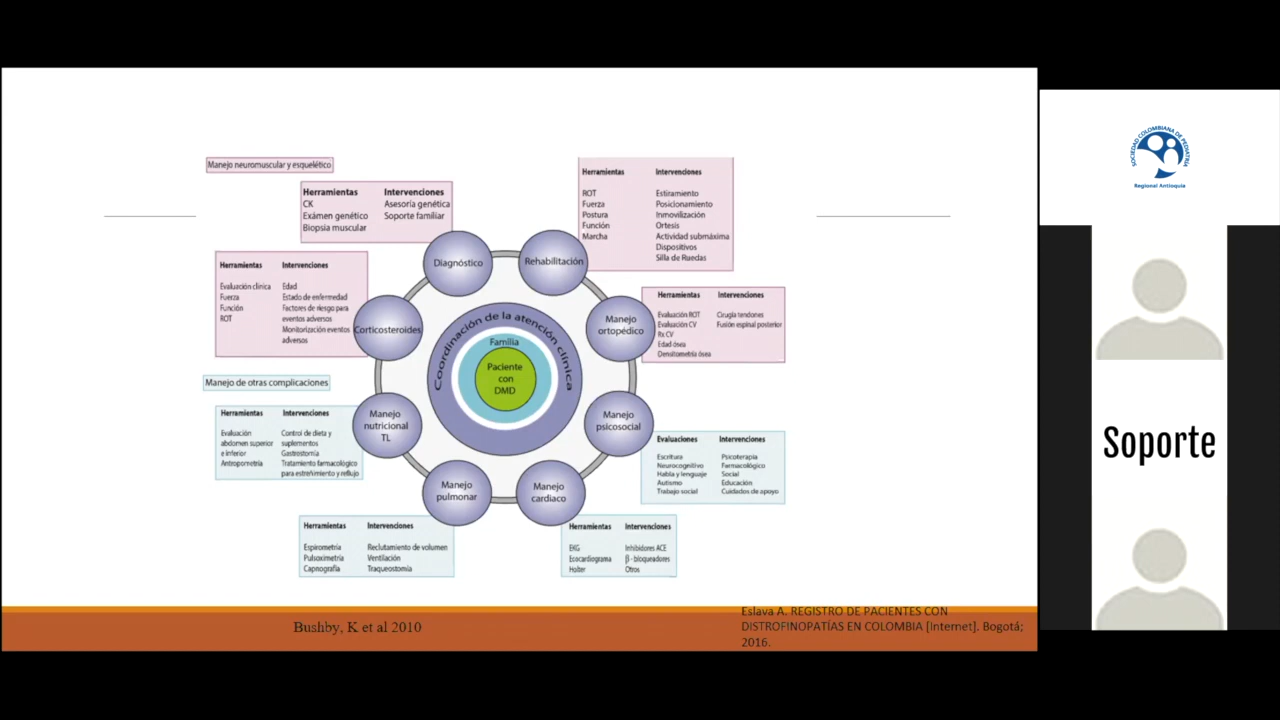 Manejo neuromuscular y esquelético
Herramientas Intervenciones
CK Asesoría genética
Exámen genético Soporte familiar
Biopsia muscular
Herramientas Intervenciones
ROT Estiramiento
Fuerza Posicionamiento
Postura Inmovilización
Función Ortesis
Marcha Actividad submáxima
Dispositivos
Silla de Ruedas
Herramientas Intervenciones
Evaluación clínica Edad
Fuerza Estado de enfermedad
Función Factores de riesgo para
ROT eventos adversos
Monitorización eventos
adversos
Herramientas Intervenciones
Evaluación ROT Cirugía tendones
Evaluación CV Fusión espinal posterior
Rx CV
Edad ósea
Densitometría ósea
Diagnóstico
Rehabilitación
Corticosteroides
Manejo
ortopédico
Coordinación de la atención clínica
Familia
Paciente
con
DMD
Manejo de otras complicaciones
Herramientas Intervenciones
Evaluación Control de dieta y
abdomen superior suplementos
e inferior Gastrostomía
Antropometría Tratamiento farmacológico
para estreñimiento y reflujo
Manejo
nutricional
TL
Manejo
psicosocial
Evaluaciones Intervenciones
Escritura Psicoterapia
Neurocognitivo Farmacológico
Habla y lenguaje Social
Autismo Educación
Trabajo social Cuidados de apoyo
Manejo
pulmonar
Manejo
cardiaco
Herramientas Intervenciones
Espirometría Reclutamiento de volumen
Pulsoximetría Ventilación
Capnografía Traqueostomía
Herramientas Intervenciones
EKG Inhibidores ACE
Ecocardiograma β - bloqueadores
Holter Otros
Bushby, K et al 2010
Eslava A. REGISTRO DE PACIENTES CON
DISTROFINOPATÍAS EN COLOMBIA [Internet]. Bogotá;
2016.
SOCIEDAD COLOMBIANA DE PEDIATRÍA
Regional Antioquia
Soporte